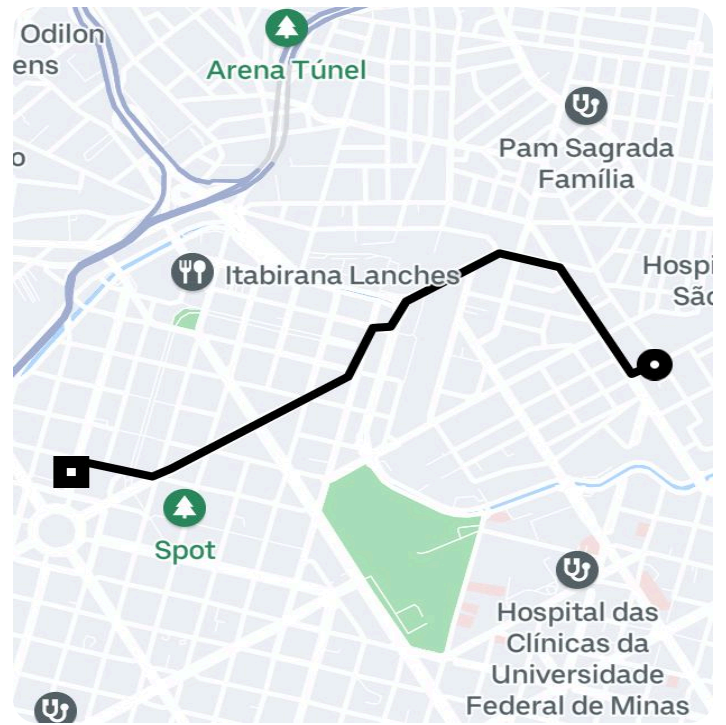 Odilon
ens
Arena Túnel
Pam Sagrada
Família
o
Itabirana Lanches
Hospi
São
Spot
Hospital das
Clínicas da
Universidade
Federal de Minas